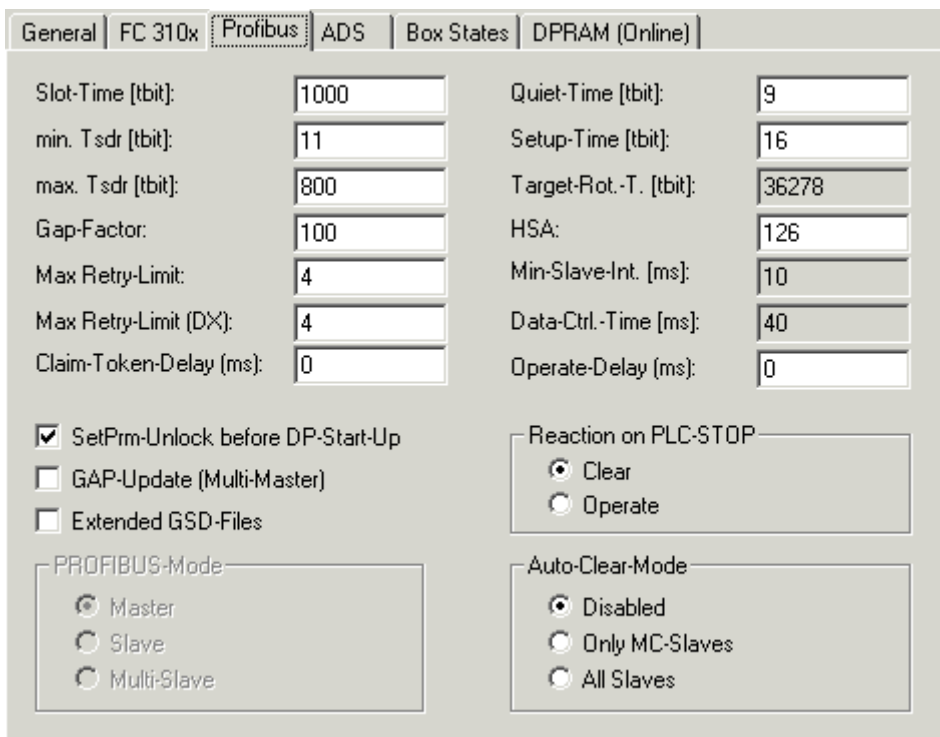 General FC 310x Profibus ADS Box States DPRAM (Online)
Slot-Time [tbit]: 1000 Quiet-Time [tbit]: 9
min. Tsdr [tbit]: 11 Setup-Time [tbit]: 16
max. Tsdr [tbit]: 800 Target-Rot.-T. [tbit]: 36278
Gap-Factor: 100 HSA: 126
Max Retry-Limit: 4 Min-Slave-Int. [ms]: 10
Max Retry-Limit (DX): 4 Data-Ctrl.-Time [ms]: 40
Claim-Token-Delay (ms): 0 Operate-Delay (ms): 0
SetPrm-Unlock before DP-Start-Up
GAP-Update (Multi-Master)
Extended GSD-Files
Reaction on PLC-STOP
Clear
Operate
PROFIBUS-Mode
Master
Slave
Multi-Slave
Auto-Clear-Mode
Disabled
Only MC-Slaves
All Slaves